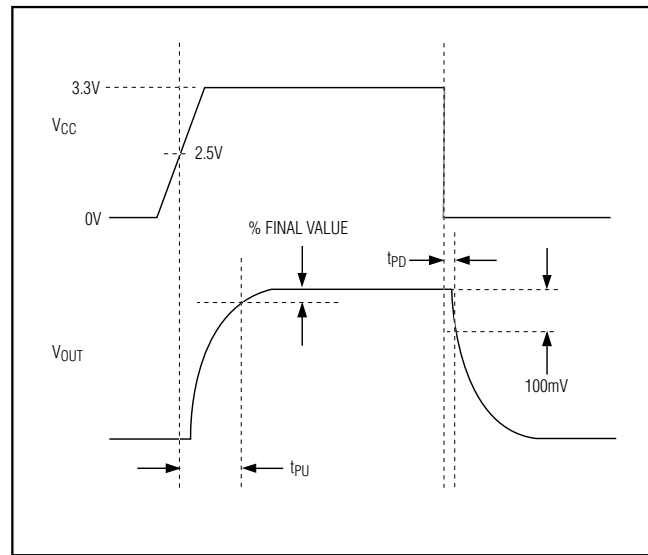 3.3V
VCC
2.5V
0V
% FINAL VALUE
tPD
VOUT
100mV
tPU